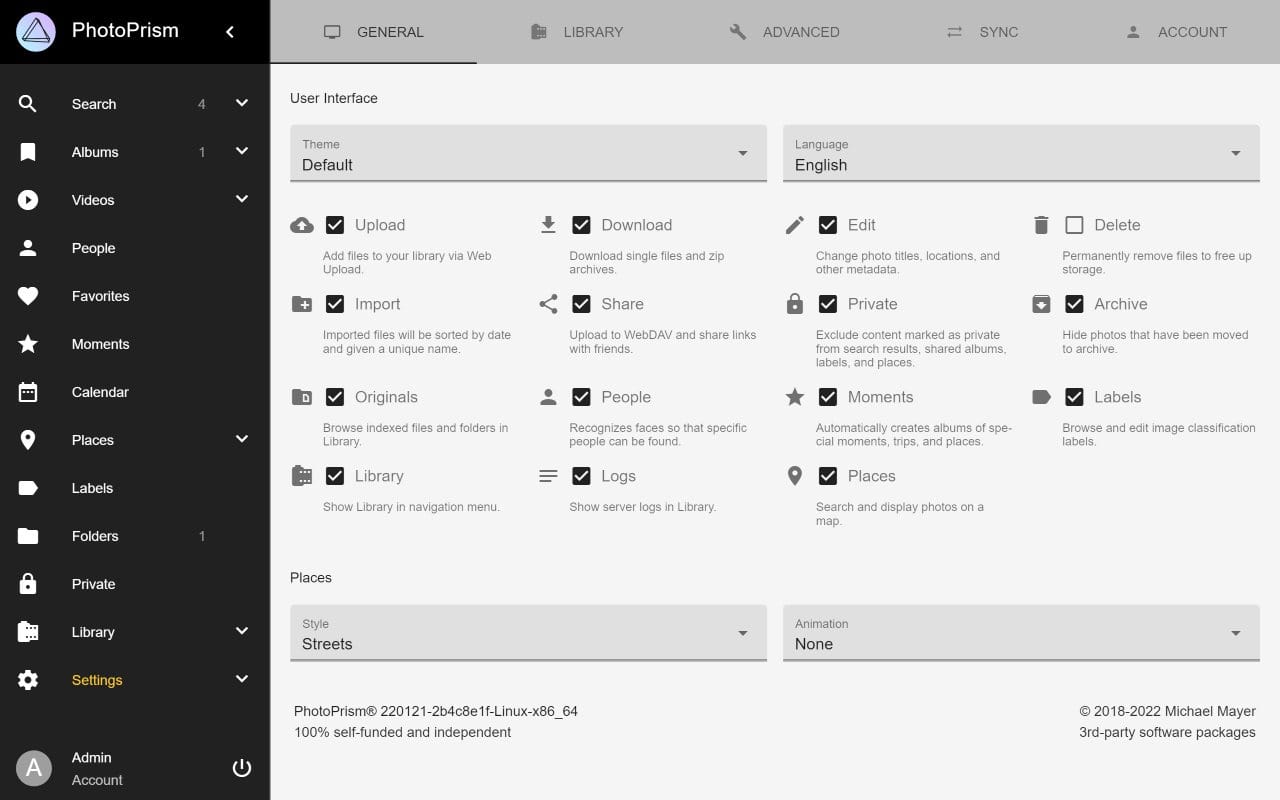 PhotoPrism
Search 4
Albums 1
Videos
People
Favorites
Moments
Calendar
Places
Labels
Folders 1
Private
Library
Settings
A
Admin
Account
GENERAL
LIBRARY
ADVANCED
SYNC
ACCOUNT
User Interface
Theme
Default
Language
English
Upload
Add files to your library via Web
Upload.
Download
Download single files and zip
archives.
Edit
Change photo titles, locations, and
other metadata.
Delete
Permanently remove files to free up
storage.
Import
Imported files will be sorted by date
and given a unique name.
Share
Upload to WebDAV and share links
with friends.
Private
Exclude content marked as private
from search results, shared albums,
labels, and places.
Archive
Hide photos that have been moved
to archive.
Originals
Browse indexed files and folders in
Library.
People
Recognizes faces so that specific
people can be found.
Moments
Automatically creates albums of spe-
cial moments, trips, and places.
Labels
Browse and edit image classification
labels.
Library
Show Library in navigation menu.
Logs
Show server logs in Library.
Places
Search and display photos on a
map.
Places
Style
Streets
Animation
None
PhotoPrism® 220121-2b4c8e1f-Linux-x86_64
100% self-funded and independent
© 2018-2022 Michael Mayer
3rd-party software packages